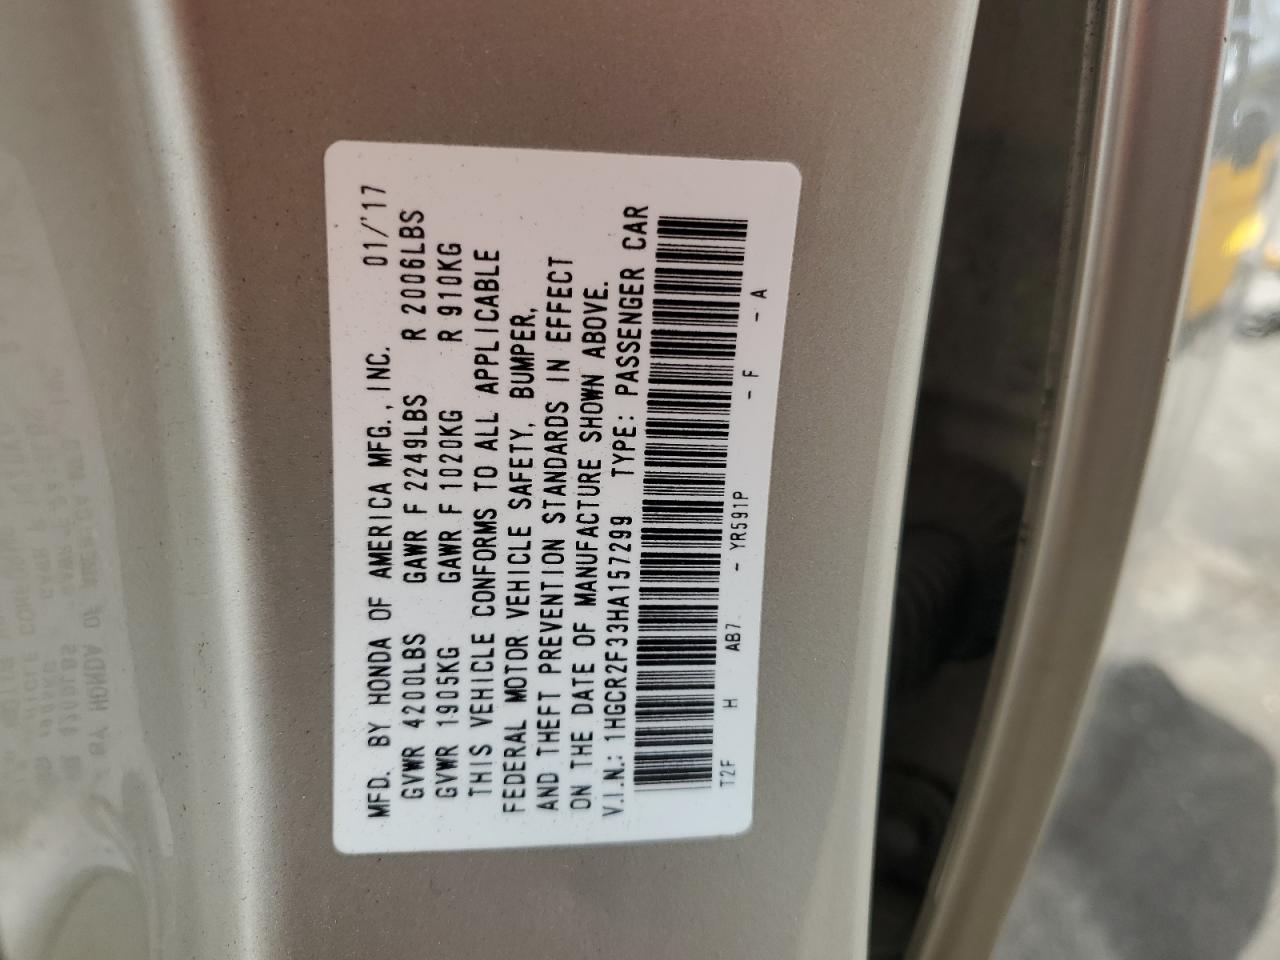 MFD. BY HONDA OF AMERICA MFG., INC. 01/'17
GVWR 4200LBS GAWR F 2249LBS R 2006LBS
GVWR 1905KG GAWR F 1020KG R 910KG
THIS VEHICLE CONFORMS TO ALL APPLICABLE
FEDERAL MOTOR VEHICLE SAFETY, BUMPER,
AND THEFT PREVENTION STANDARDS IN EFFECT
ON THE DATE OF MANUFACTURE SHOWN ABOVE.
V.I.N.: 1HGCR2F33HA157299 TYPE: PASSENGER CAR
T2F H AB7. - YR591P - F - A